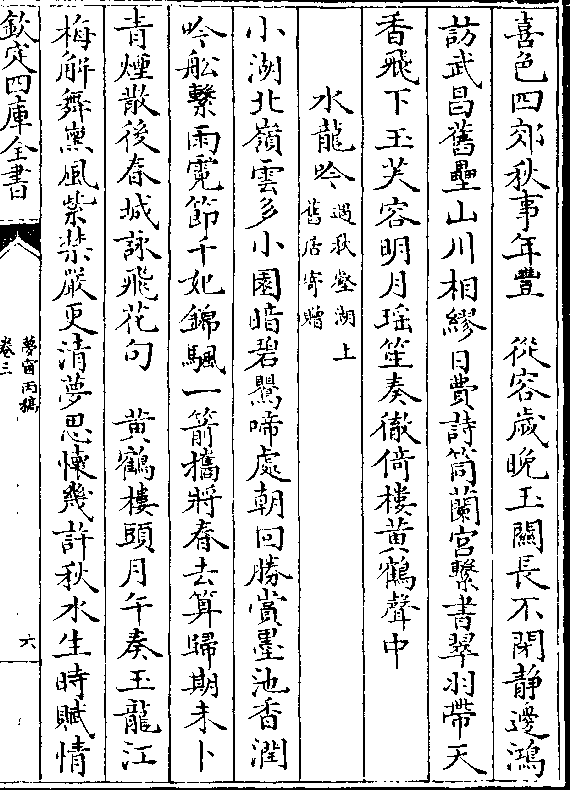 喜色四郊秋事年豐　從容歲晚玉關長不閉静邊鴻
訪武昌舊壘山川相繆日費詩筒蘭宫繫書翠羽帶天
香飛下玉芙容明月瑶笙奏徹倚樓黄鶴聲中
水龍吟過秋壑湖上舊居寄贈
小湖北嶺雲多小園暗碧鶯啼處朝回勝賞墨池香潤
吟舩繫雨霓節千妃錦颿一箭攜將春去算歸期未卜
青煙散後春城詠飛花句　黄鶴樓頭月午奏玉龍江
梅解舞薰風紫禁嚴更清夢思懐幾許秋水生時賦情
欽定四庫全書
夢窗丙稿
卷三
六